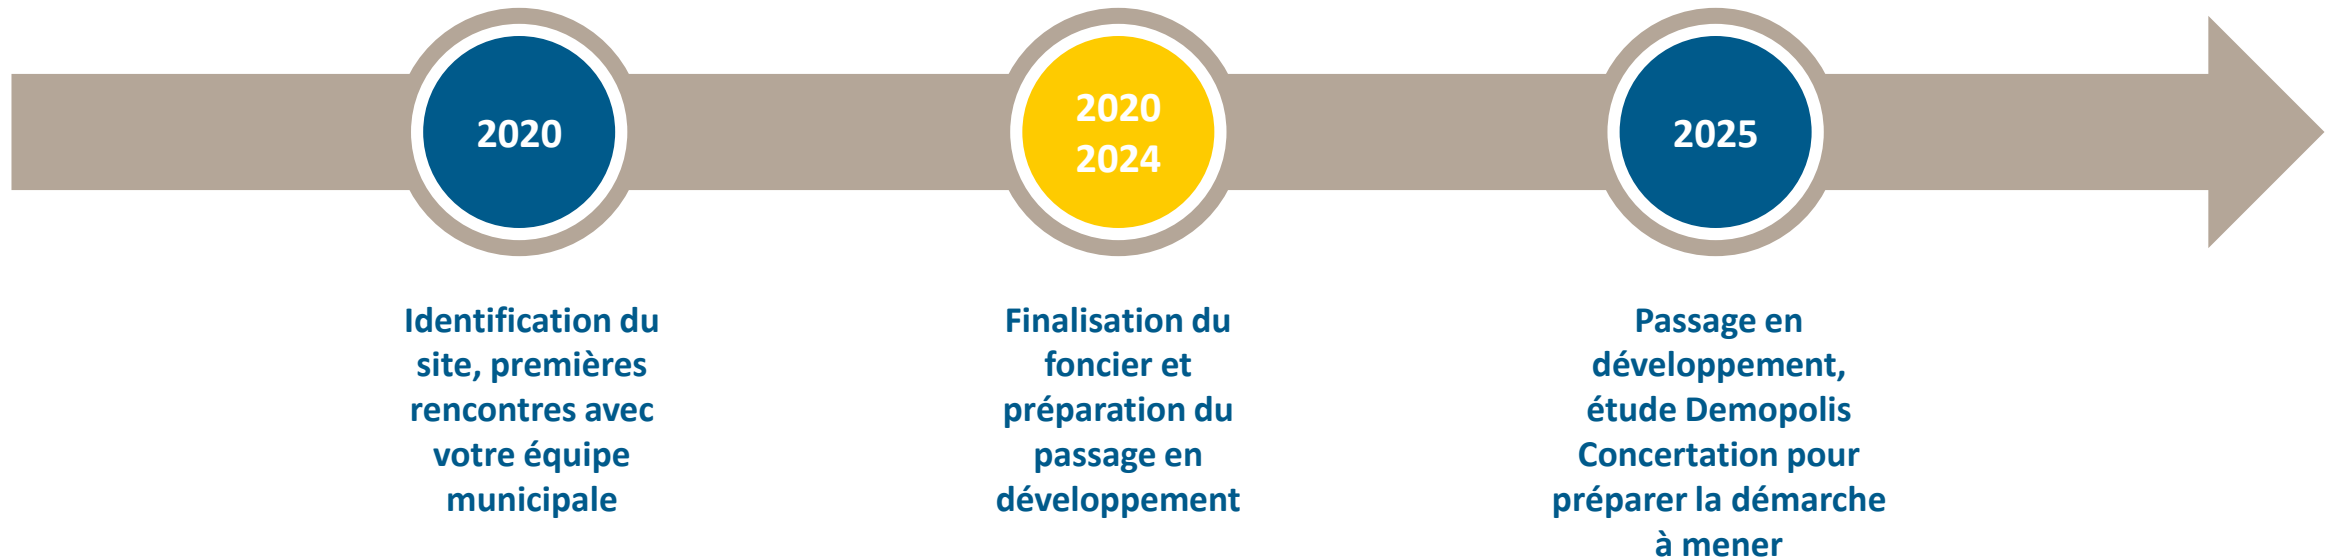 2020
2020
2024
2025
Identification du
site, premières
rencontres avec
votre équipe
municipale
Finalisation du
foncier et
préparation du
passage en
développement
Passage en
développement,
étude Demopolis
Concertation pour
préparer la démarche
à mener